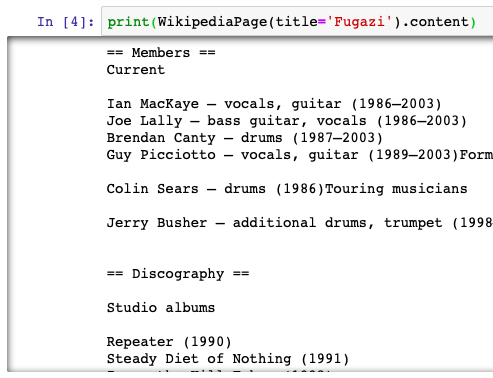 In [4]: print(WikipediaPage(title='Fugazi').content)
== Members ==
Current
Ian MacKaye – vocals, guitar (1986–2003)
Joe Lally – bass guitar, vocals (1986–2003)
Brendan Canty – drums (1987–2003)
Guy Picciotto – vocals, guitar (1989–2003)Form
Colin Sears – drums (1986)Touring musicians
Jerry Busher – additional drums, trumpet (1998
== Discography ==
Studio albums
Repeater (1990)
Steady Diet of Nothing (1991)